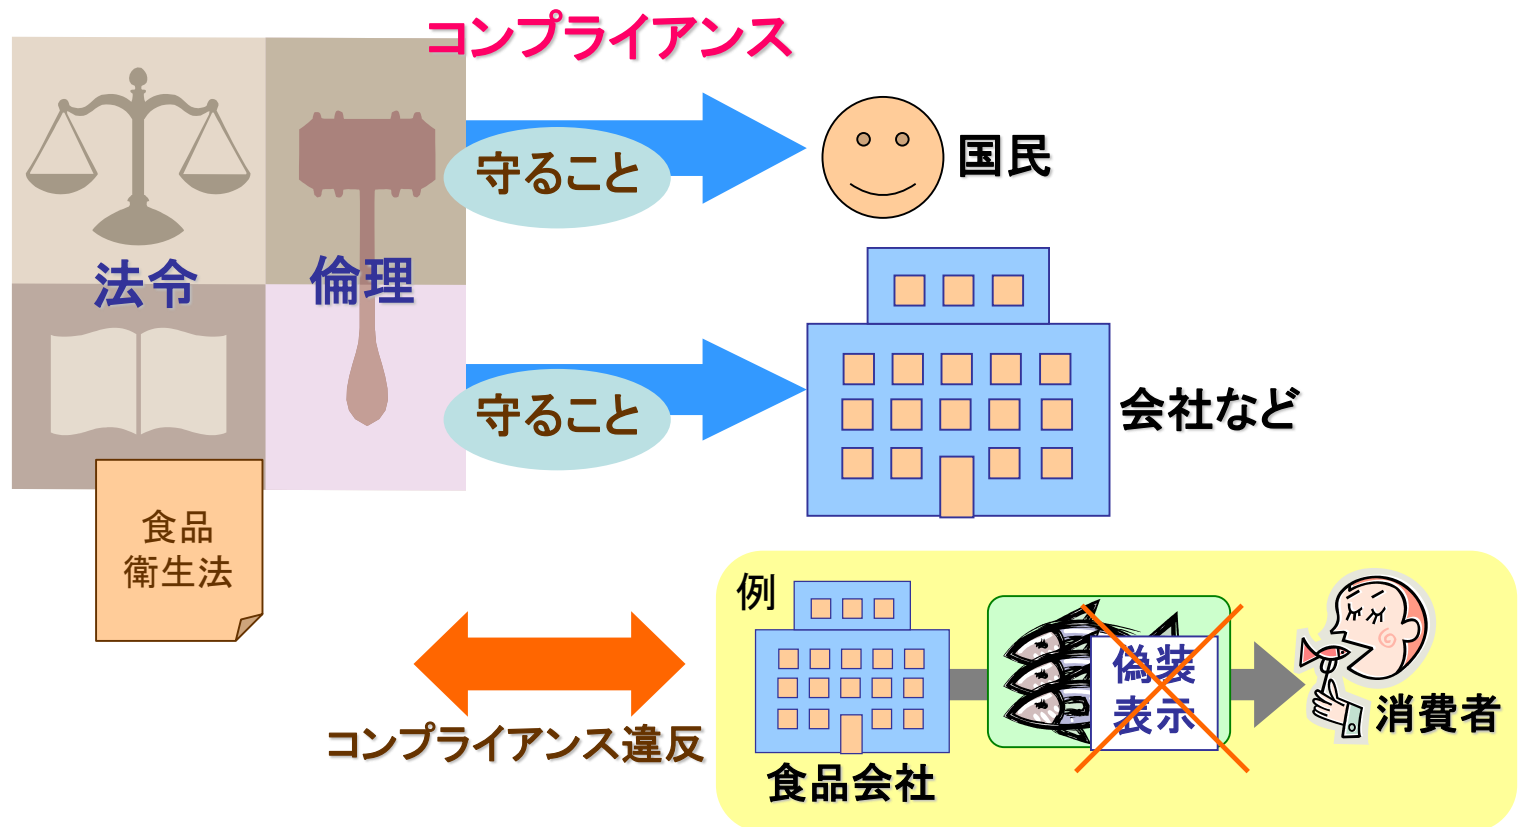 コンプライアンス
守ること
国民
法令
倫理
守ること
会社など
食品
衛生法
例
偽装
表示
消費者
コンプライアンス違反
食品会社